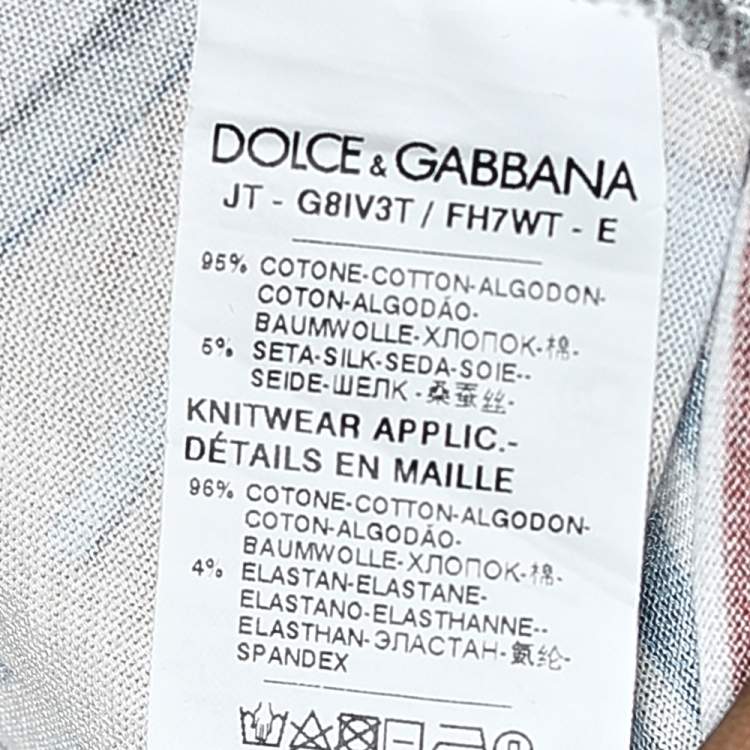 DOLCE & GABBANA
JT - G8IV3T / FH7WT - E
95% COTONE-COTTON-ALGODON-
COTON-ALGODÃO-
BAUMWOLLE-ХЛОПОК-棉-
5% SETA-SILK-SEDA-SOIE--
SEIDE-ШЕЛК -桑蚕丝-
KNITWEAR APPLIC.-
DÉTAILS EN MAILLE
96% COTONE-COTTON-ALGODON-
COTON-ALGODÃO-
BAUMWOLLE-ХЛОПОК-棉-
4% ELASTAN-ELASTANE-
ELASTANO-ELASTHANNE--
ELASTHAN-ЭЛАСТАН-氨纶-
SPANDEX